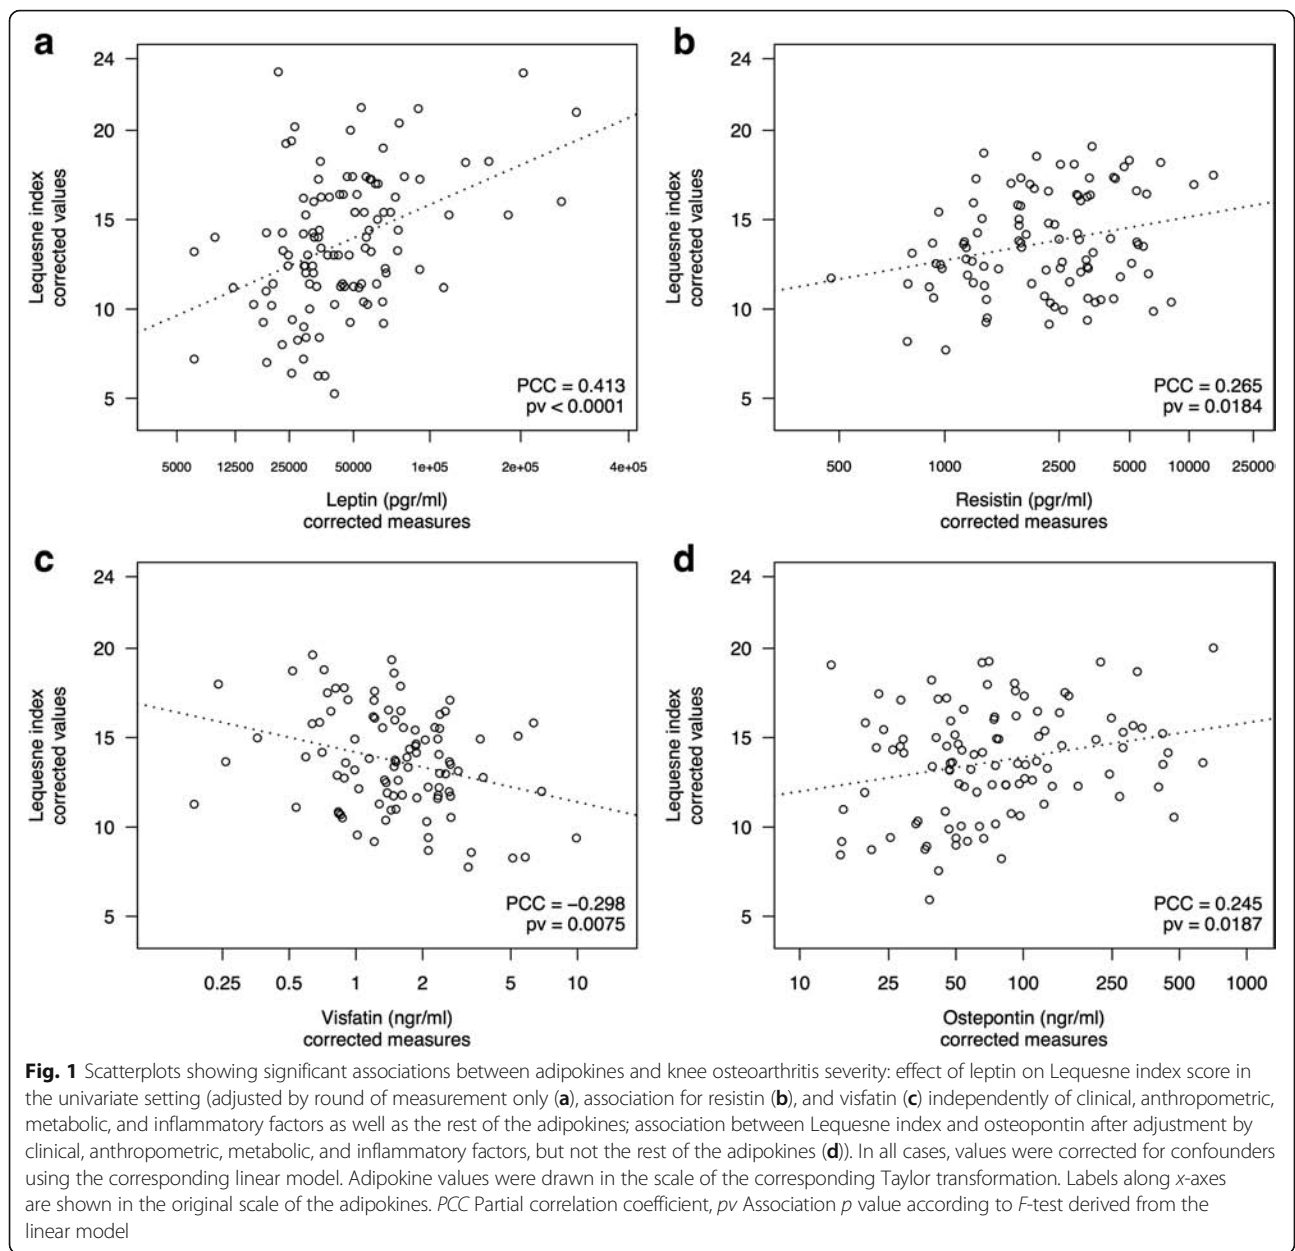 a
24
20
15
10
5
Lequesne index
corrected values
PCC = 0.413
pv < 0.0001
5000 12500 25000 50000 1e+05 2e+05 4e+05
Leptin (pgr/ml)
corrected measures
b
24
20
15
10
5
Lequesne index
corrected values
PCC = 0.265
pv = 0.0184
500 1000 2500 5000 10000 25000
Resistin (pgr/ml)
corrected measures
c
24
20
15
10
5
Lequesne index
corrected values
PCC = −0.298
pv = 0.0075
0.25 0.5 1 2 5 10
Visfatin (ngr/ml)
corrected measures
d
24
20
15
10
5
Lequesne index
corrected values
PCC = 0.245
pv = 0.0187
10 25 50 100 250 500 1000
Ostepontin (ngr/ml)
corrected measures
Fig. 1 Scatterplots showing significant associations between adipokines and knee osteoarthritis severity: effect of leptin on Lequesne index score in
the univariate setting (adjusted by round of measurement only (a), association for resistin (b), and visfatin (c) independently of clinical, anthropometric,
metabolic, and inflammatory factors as well as the rest of the adipokines; association between Lequesne index and osteopontin after adjustment by
clinical, anthropometric, metabolic, and inflammatory factors, but not the rest of the adipokines (d)). In all cases, values were corrected for confounders
using the corresponding linear model. Adipokine values were drawn in the scale of the corresponding Taylor transformation. Labels along x-axes
are shown in the original scale of the adipokines. PCC Partial correlation coefficient, pv Association p value according to F-test derived from the
linear model